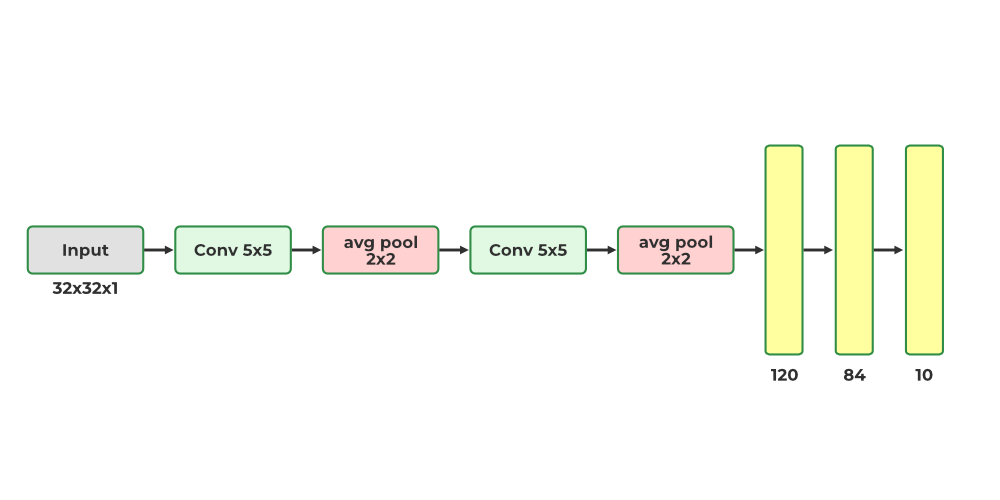 Input
32x32x1
Conv 5x5
avg pool
2x2
Conv 5x5
avg pool
2x2
120
84
10